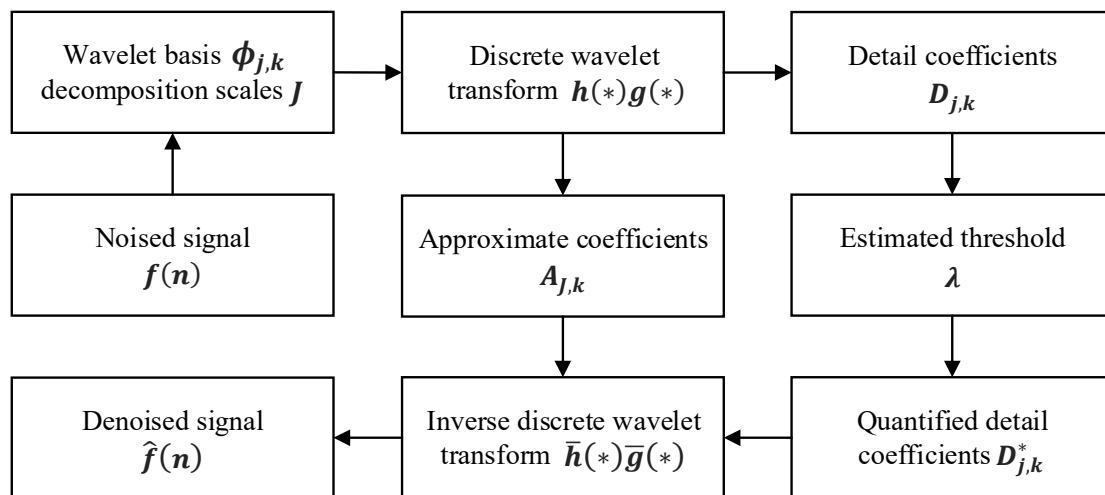 Wavelet basis ϕ_{j,k}
decomposition scales J
Discrete wavelet
transform h(∗)g(∗)
Detail coefficients
D_{j,k}
Noised signal
f(n)
Approximate coefficients
A_{J,k}
Estimated threshold
λ
Denoised signal
f̂(n)
Inverse discrete wavelet
transform h̅(∗)g̅(∗)
Quantified detail
coefficients D*_{j,k}